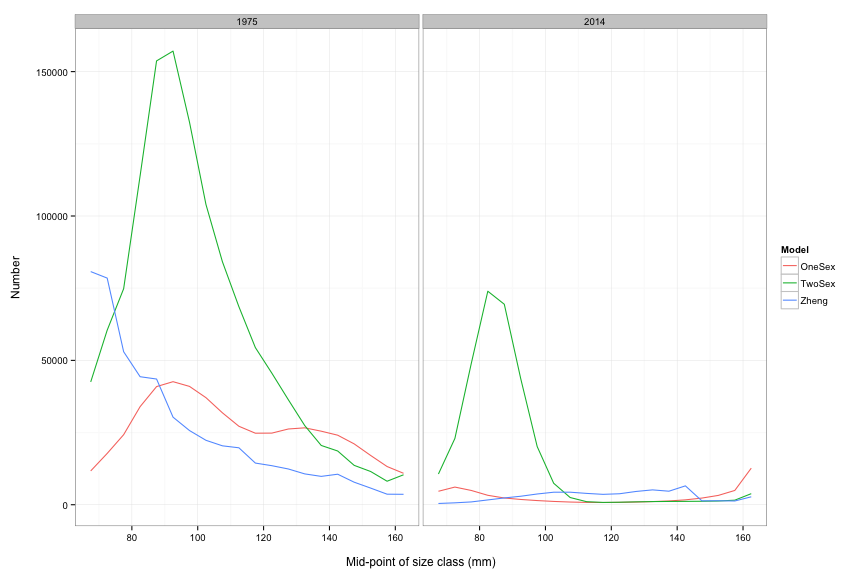 1975 2014
150000
100000
50000
0
Number
80 100 120 140 160 80 100 120 140 160
Mid-point of size class (mm)
Model
OneSex
TwoSex
Zheng